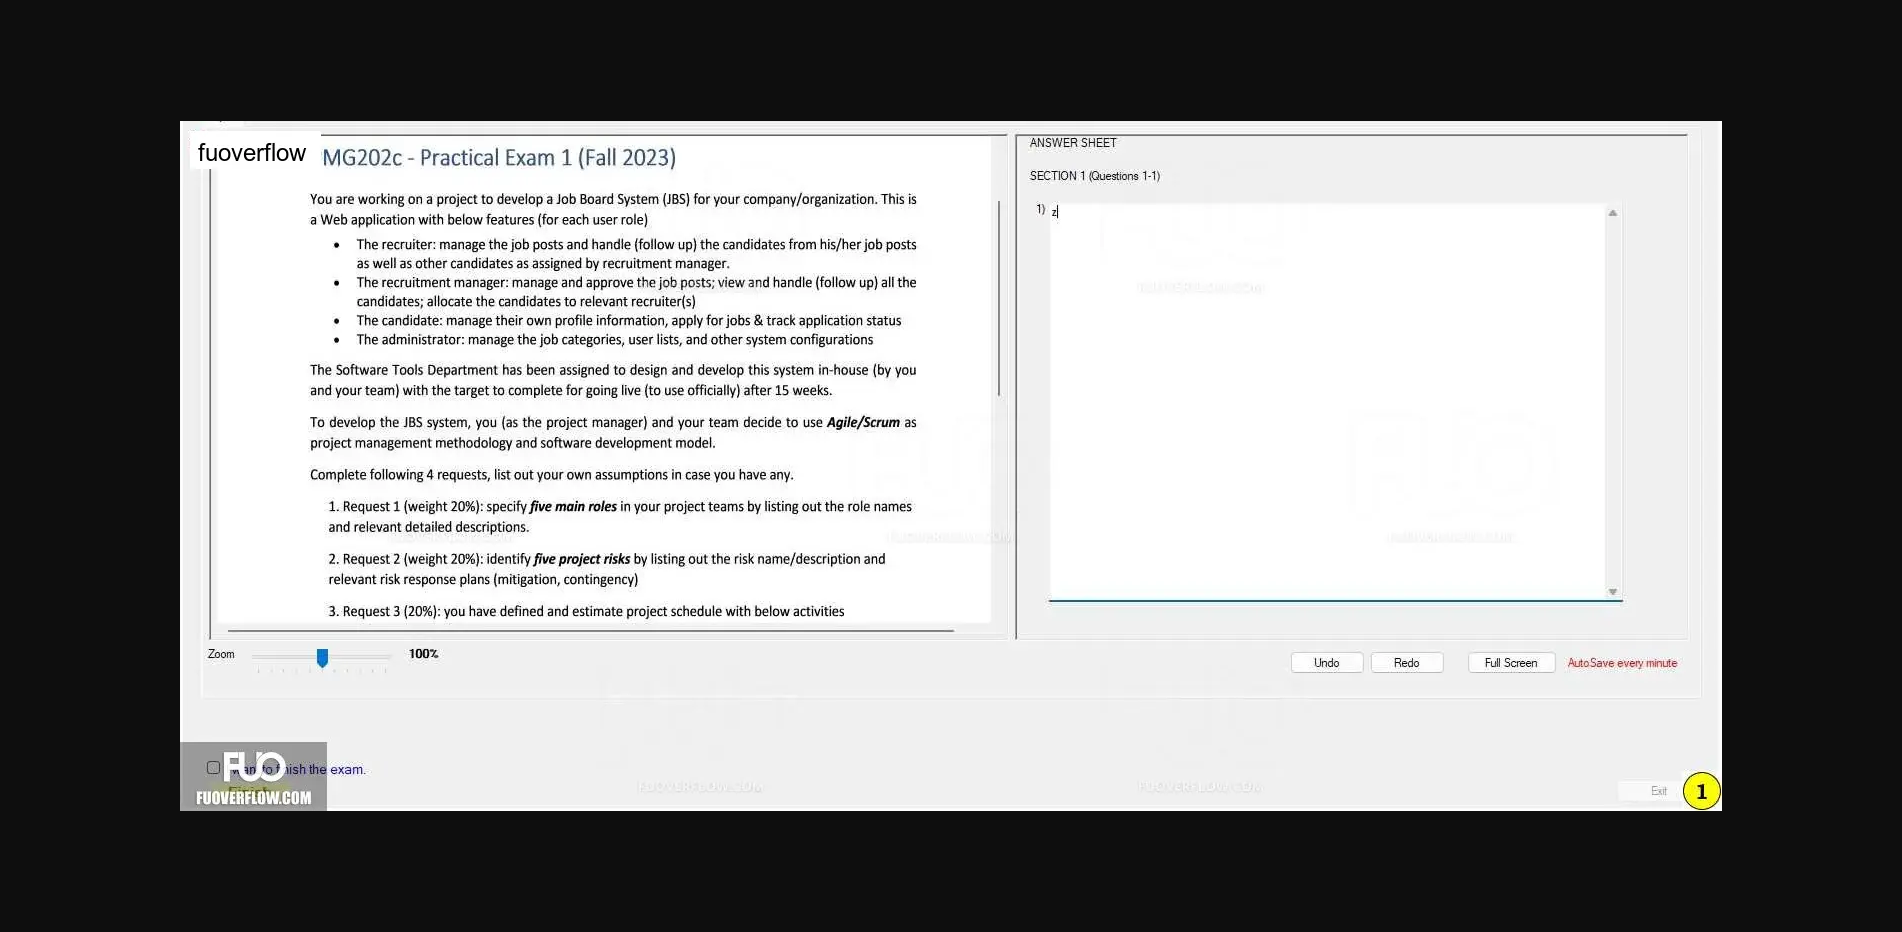 fuoverflow
MG202c - Practical Exam 1 (Fall 2023)
You are working on a project to develop a Job Board System (JBS) for your company/organization. This is
a Web application with below features (for each user role)
• The recruiter: manage the job posts and handle (follow up) the candidates from his/her job posts
as well as other candidates as assigned by recruitment manager.
• The recruitment manager: manage and approve the job posts; view and handle (follow up) all the
candidates; allocate the candidates to relevant recruiter(s)
• The candidate: manage their own profile information, apply for jobs & track application status
• The administrator: manage the job categories, user lists, and other system configurations
The Software Tools Department has been assigned to design and develop this system in-house (by you
and your team) with the target to complete for going live (to use officially) after 15 weeks.
To develop the JBS system, you (as the project manager) and your team decide to use Agile/Scrum as
project management methodology and software development model.
Complete following 4 requests, list out your own assumptions in case you have any.
1. Request 1 (weight 20%): specify five main roles in your project teams by listing out the role names
and relevant detailed descriptions.
2. Request 2 (weight 20%): identify five project risks by listing out the risk name/description and
relevant risk response plans (mitigation, contingency)
3. Request 3 (20%): you have defined and estimate project schedule with below activities
Zoom
100%
ANSWER SHEET
SECTION 1 (Questions 1-1)
1) z
FUOVERFLOW.COM
FUO
FUOVERFLOW.COM
FUOVERFLOW.COM
Undo
Redo
Full Screen
AutoSave every minute
FUO
want to finish the exam.
Finish
FUOVERFLOW.COM
FUOVERFLOW.COM
FUOVERFLOW.COM
Exit
1